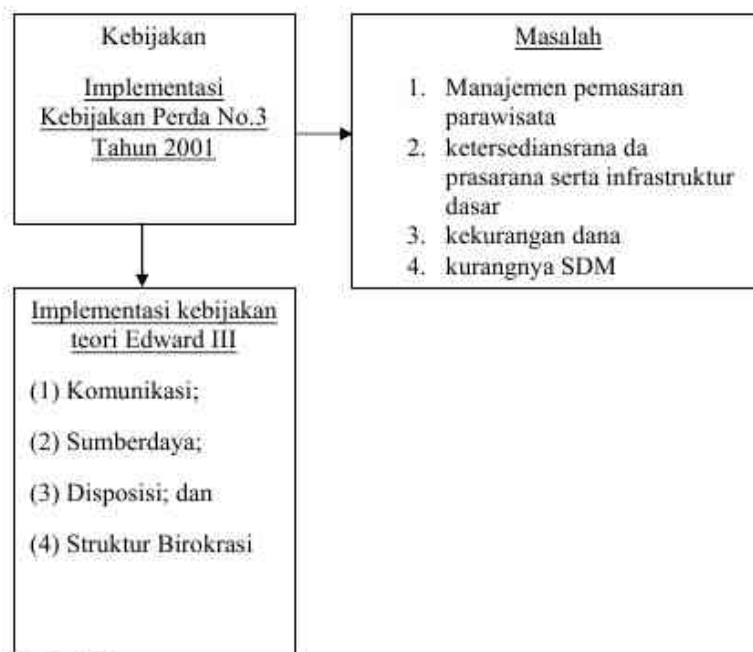 Kebijakan
Implementasi
Kebijakan Perda No.3
Tahun 2001
Masalah
1. Manajemen pemasaran
parawisata
2. ketersediansrana da
prasarana serta infrastruktur
dasar
3. kekurangan dana
4. kurangnya SDM
Implementasi kebijakan
teori Edward III
(1) Komunikasi;
(2) Sumberdaya;
(3) Disposisi; dan
(4) Struktur Birokrasi